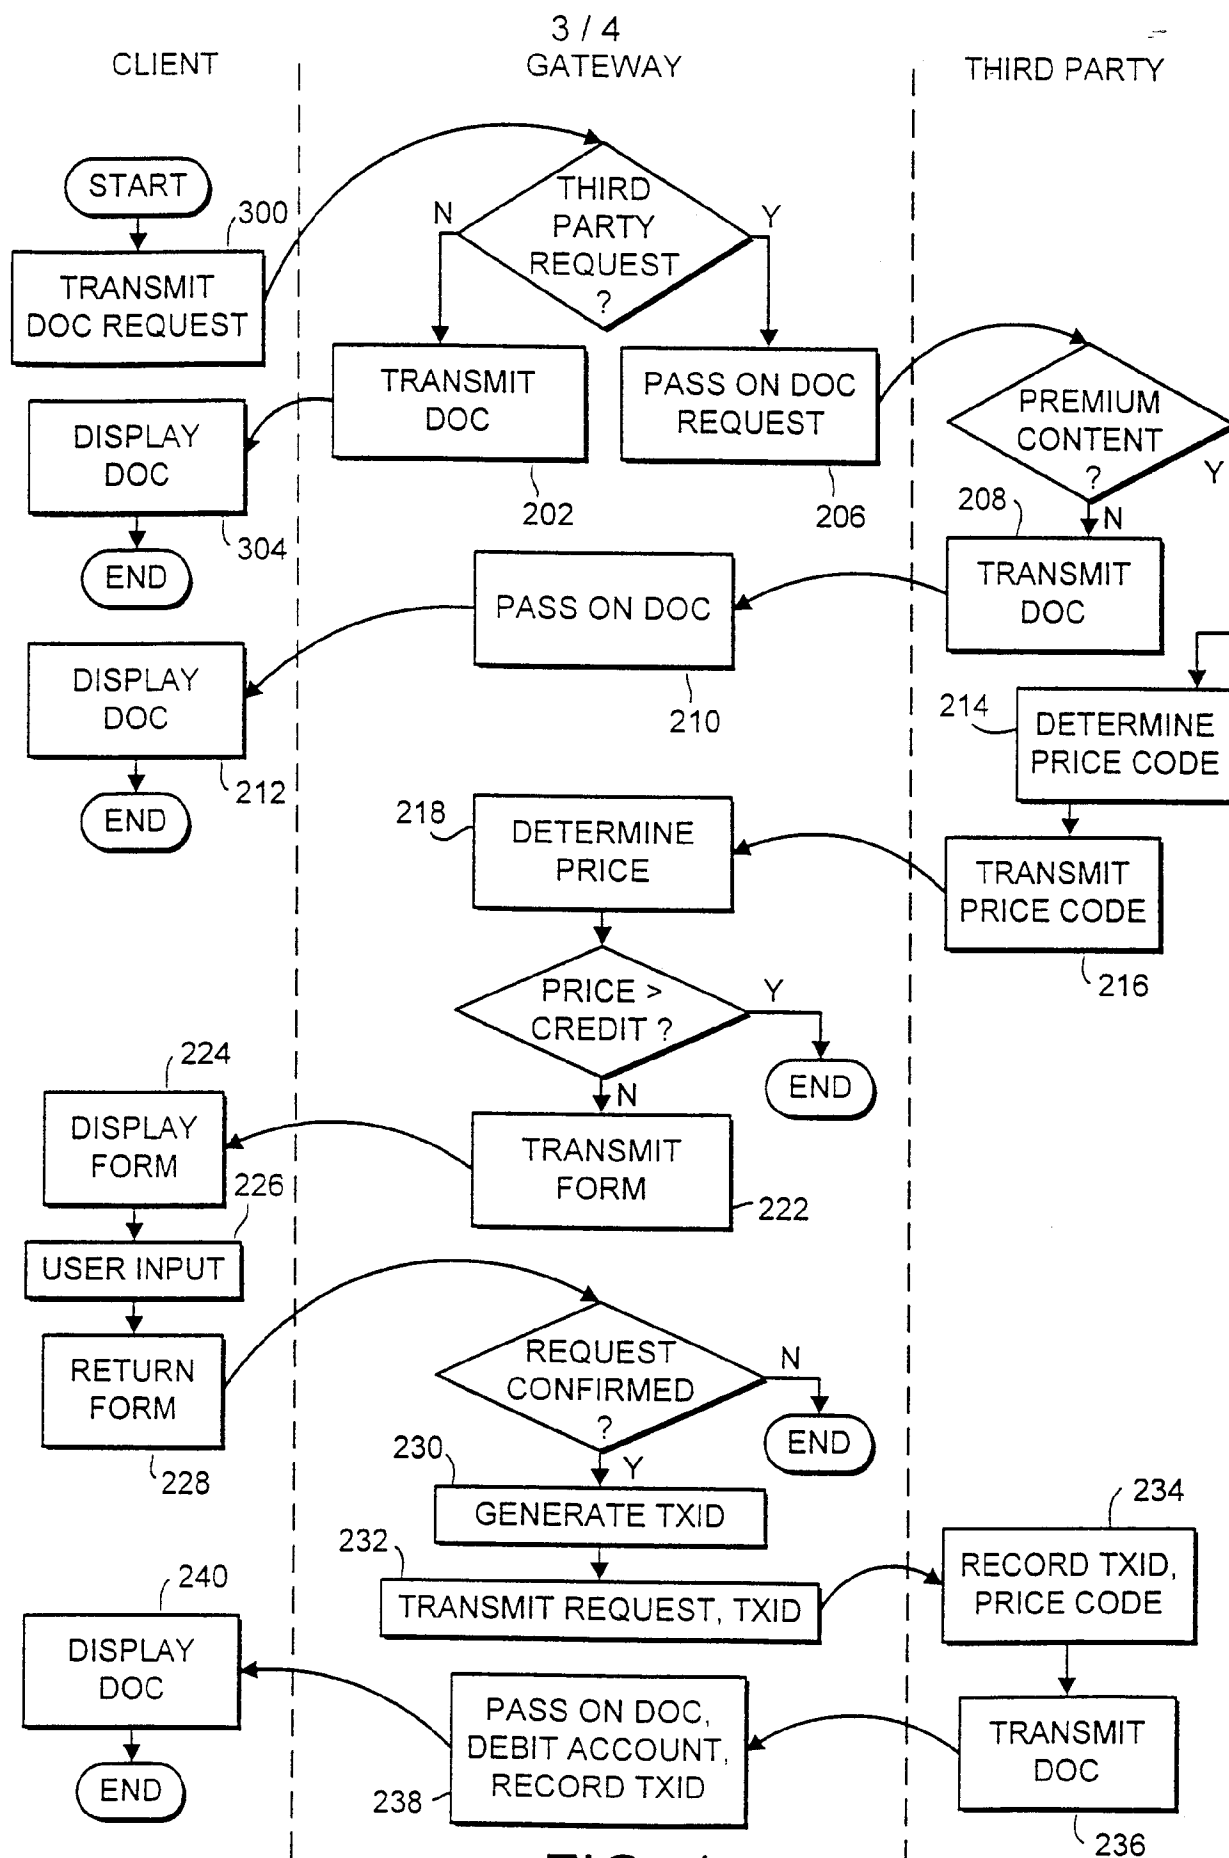 3 / 4
CLIENT
GATEWAY
THIRD PARTY
START
300
TRANSMIT
DOC REQUEST
THIRD
PARTY
REQUEST
?
N
Y
TRANSMIT
DOC
202
PASS ON DOC
REQUEST
206
PREMIUM
CONTENT
?
Y
N
DISPLAY
DOC
304
END
208
TRANSMIT
DOC
PASS ON DOC
210
DISPLAY
DOC
212
END
214
DETERMINE
PRICE CODE
218
DETERMINE
PRICE
TRANSMIT
PRICE CODE
216
PRICE >
CREDIT ?
Y
END
N
224
DISPLAY
FORM
TRANSMIT
FORM
222
226
USER INPUT
RETURN
FORM
228
REQUEST
CONFIRMED
?
N
END
Y
230
GENERATE TXID
232
TRANSMIT REQUEST, TXID
234
RECORD TXID,
PRICE CODE
240
DISPLAY
DOC
END
PASS ON DOC,
DEBIT ACCOUNT,
RECORD TXID
238
TRANSMIT
DOC
236